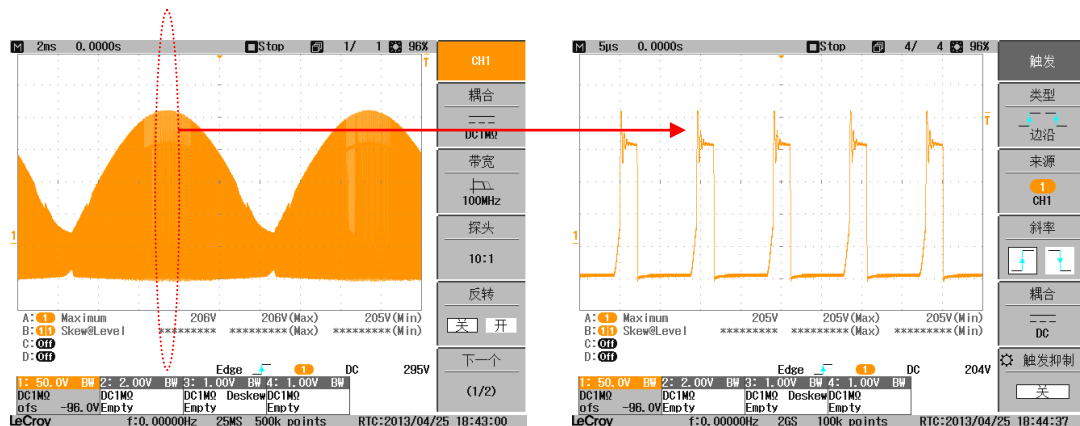 M 2ms 0.0000s Stop 1/ 1 96%
CH1
T
耦合
DC1MΩ
带宽
100MHz
探头
10:1
反转
关 开
下一个
(1/2)
1
A: 1 Maximum 206V 206V(Max) 205V(Min)
B: 1 1 Skew@Level ********* *********(Max) *********(Min)
C: Off
D: Off
Edge 1 DC 295V
1: 50.0V BW 2: 2.00V BW 3: 1.00V BW 4: 1.00V BW
DC1MΩ DC1MΩ DC1MΩ Deskew DC1MΩ
ofs -96.0V Empty Empty Empty
LeCroy f:0.00000Hz 25MS 500k points RTC:2013/04/25 18:43:00
M 5μs 0.0000s Stop 4/ 4 96%
触发
T
类型
边沿
来源
1
CH1
斜率
耦合
DC
触发抑制
关
1
A: 1 Maximum 205V 205V(Max) 205V(Min)
B: 1 1 Skew@Level ********* *********(Max) *********(Min)
C: Off
D: Off
Edge 1 DC 204V
1: 50.0V BW 2: 2.00V BW 3: 1.00V BW 4: 1.00V BW
DC1MΩ DC1MΩ DC1MΩ Deskew DC1MΩ
ofs -96.0V Empty Empty Empty
LeCroy f:0.00000Hz 2GS 100k points RTC:2013/04/25 18:44:37